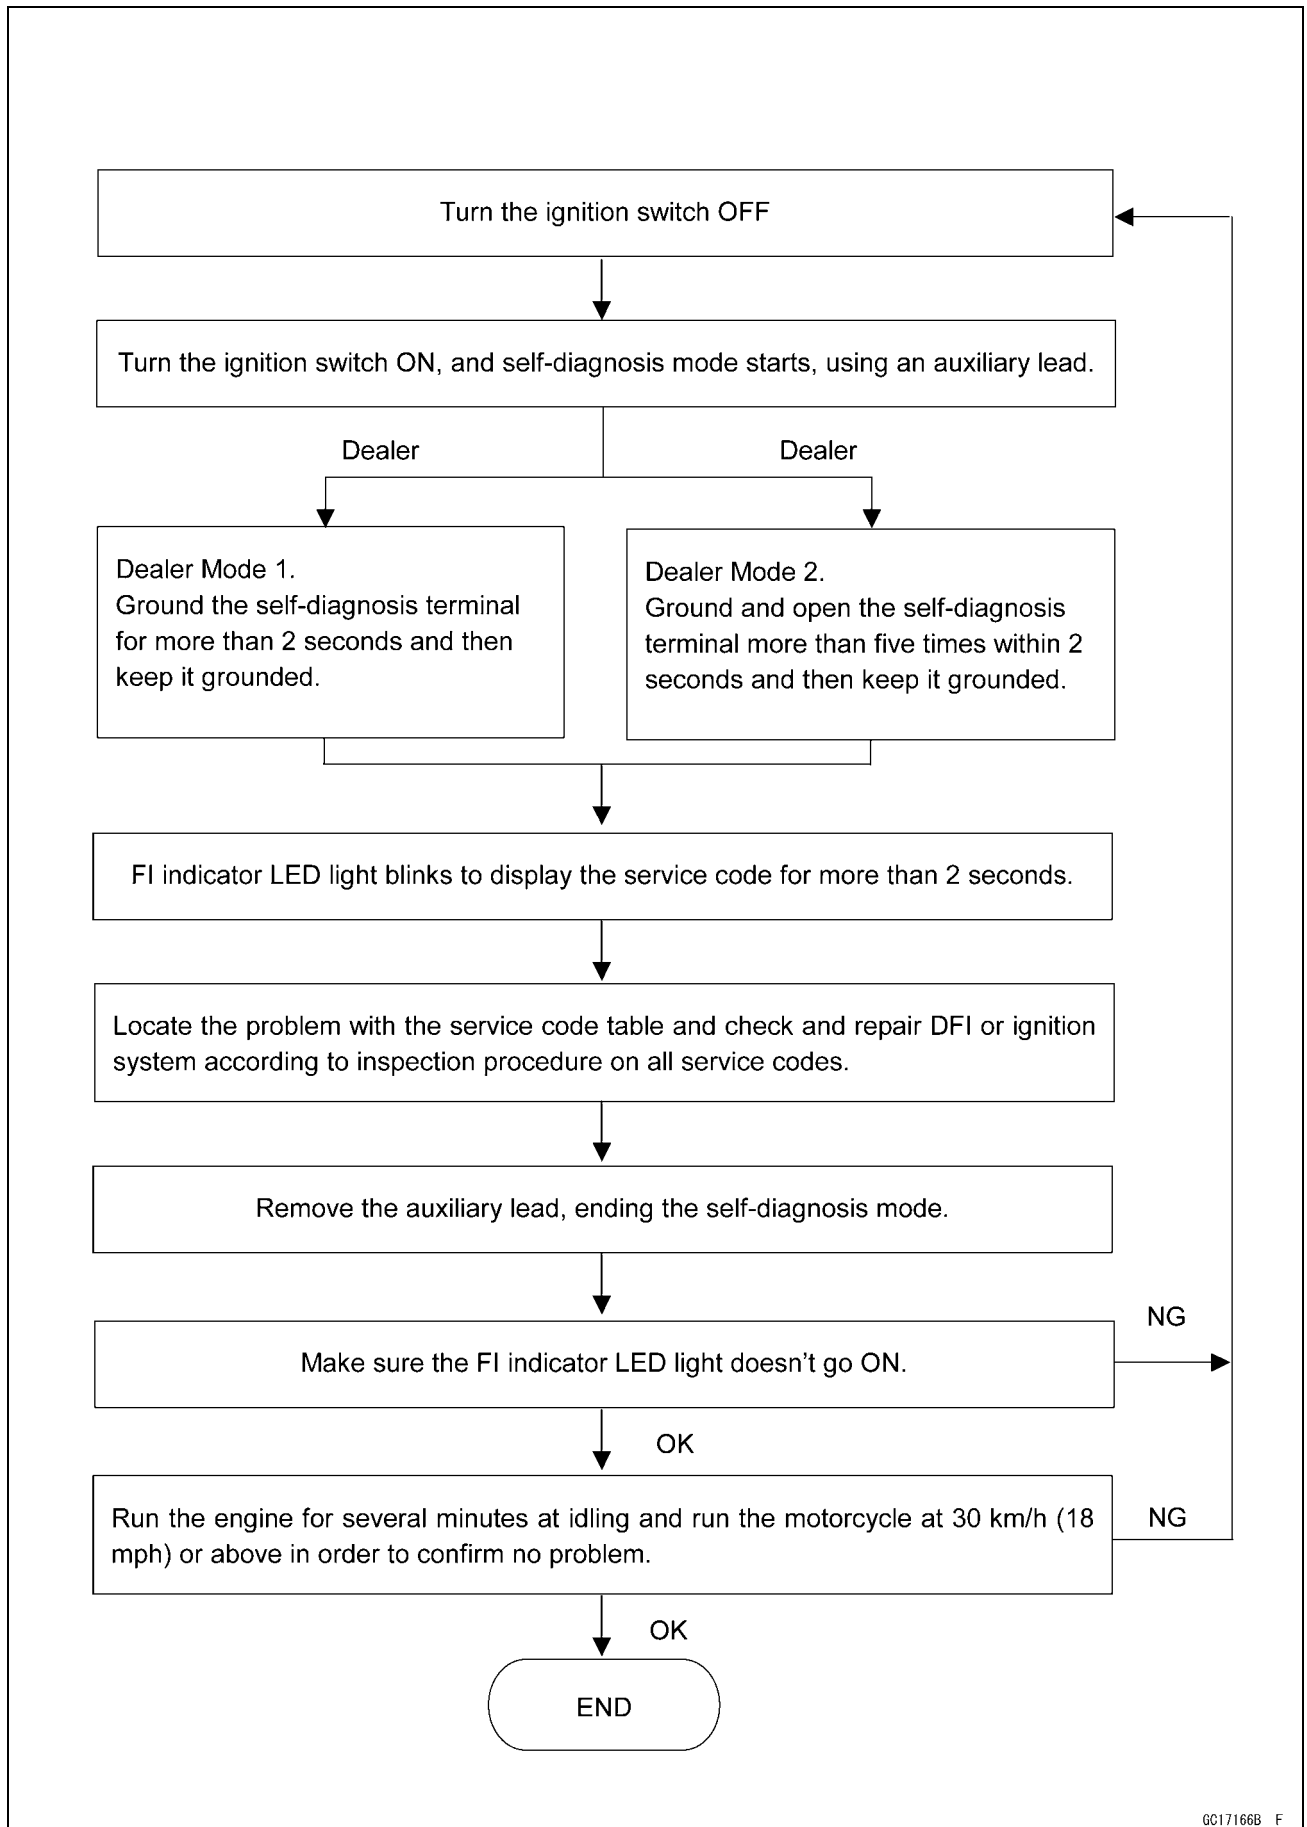 Turn the ignition switch OFF
Turn the ignition switch ON, and self-diagnosis mode starts, using an auxiliary lead.
Dealer
Dealer
Dealer Mode 1.
Ground the self-diagnosis terminal
for more than 2 seconds and then
keep it grounded.
Dealer Mode 2.
Ground and open the self-diagnosis
terminal more than five times within 2
seconds and then keep it grounded.
FI indicator LED light blinks to display the service code for more than 2 seconds.
Locate the problem with the service code table and check and repair DFI or ignition
system according to inspection procedure on all service codes.
Remove the auxiliary lead, ending the self-diagnosis mode.
NG
Make sure the FI indicator LED light doesn't go ON.
OK
Run the engine for several minutes at idling and run the motorcycle at 30 km/h (18
mph) or above in order to confirm no problem.
NG
OK
END
GC17166B F